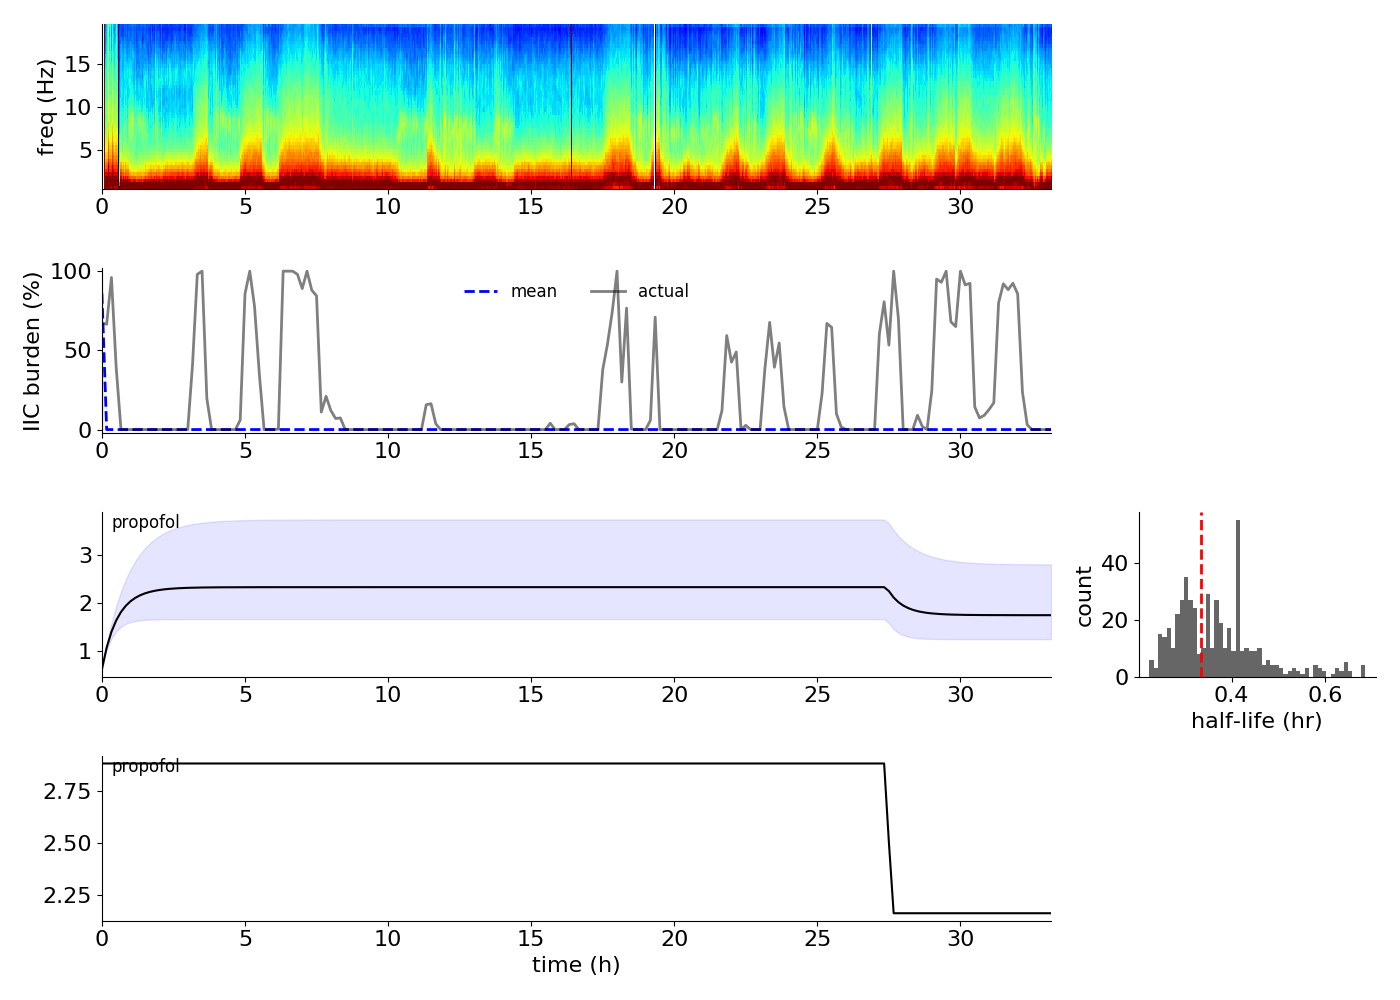 freq (Hz)
15
10
5
0 5 10 15 20 25 30
IIC burden (%)
100
50
0
mean actual
0 5 10 15 20 25 30
propofol
3
2
1
0 5 10 15 20 25 30
count
40
20
0
0.4 0.6
half-life (hr)
propofol
2.75
2.50
2.25
0 5 10 15 20 25 30
time (h)